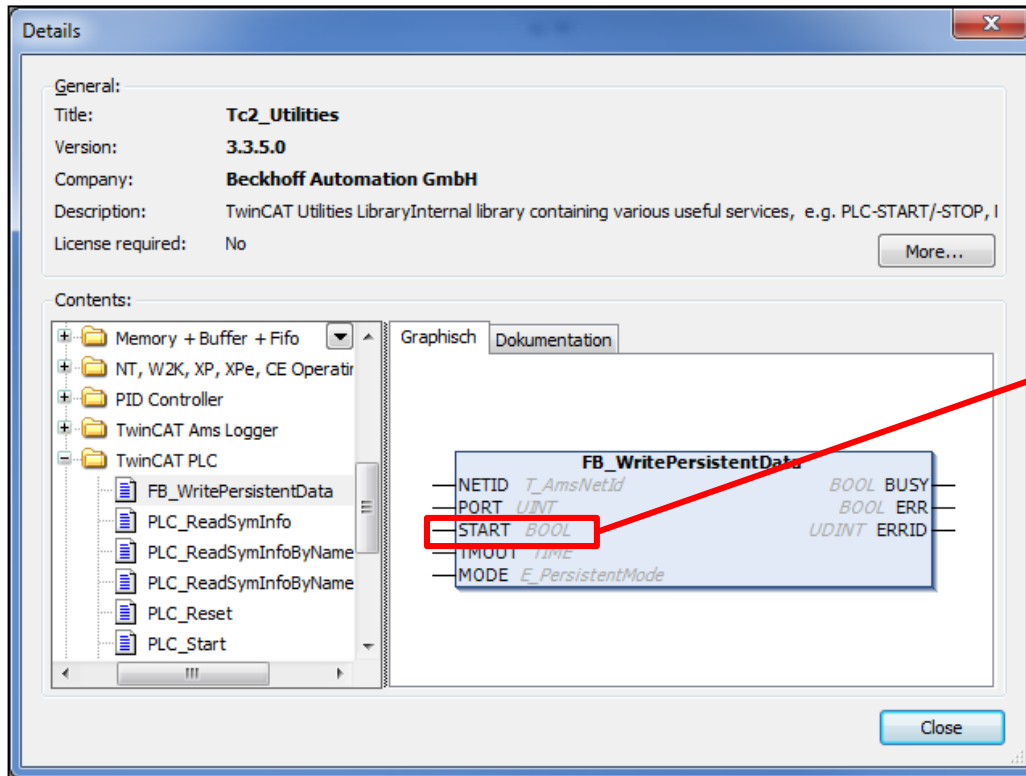 Details
General:
Title: Tc2_Utilities
Version: 3.3.5.0
Company: Beckhoff Automation GmbH
Description: TwinCAT Utilities LibraryInternal library containing various useful services, e.g. PLC-START/-STOP,
License required: No
More...
Contents:
Memory + Buffer + Fifo
NT, W2K, XP, XPe, CE Operatir
PID Controller
TwinCAT Ams Logger
TwinCAT PLC
FB_WritePersistentData
PLC_ReadSymInfo
PLC_ReadSymInfoByName
PLC_ReadSymInfoByName
PLC_Reset
PLC_Start
Graphisch Dokumentation
FB_WritePersistentData
NETID T_AmsNetId BOOL BUSY
PORT UINT BOOL ERR
START BOOL UDINT ERRID
TMOUT TIME
MODE E_PersistentMode
Close